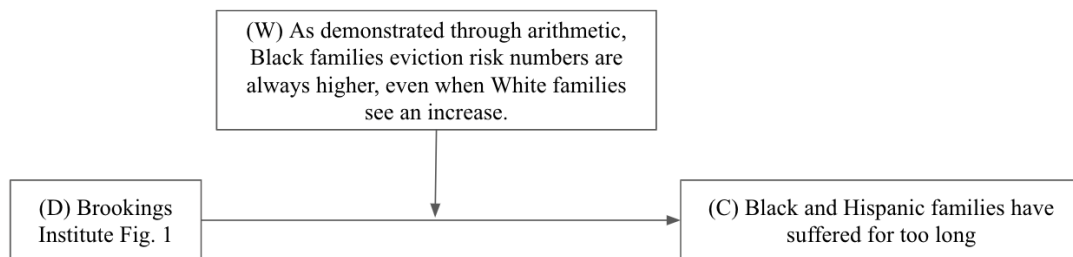 (W) As demonstrated through arithmetic,
Black families eviction risk numbers are
always higher, even when White families
see an increase.
(D) Brookings
Institute Fig. 1
(C) Black and Hispanic families have
suffered for too long